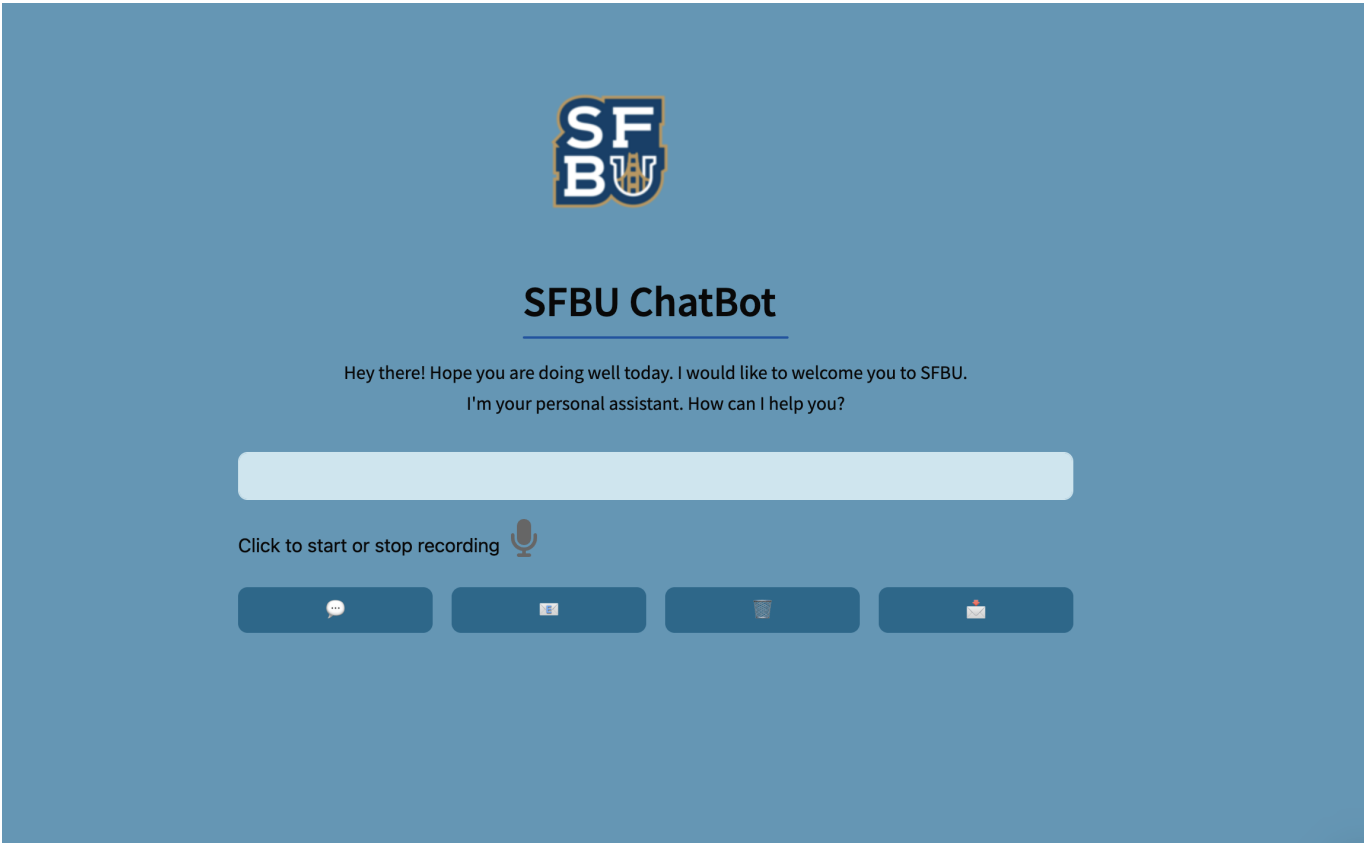 SF
BU
SFBU ChatBot
Hey there! Hope you are doing well today. I would like to welcome you to SFBU.
I'm your personal assistant. How can I help you?
Click to start or stop recording